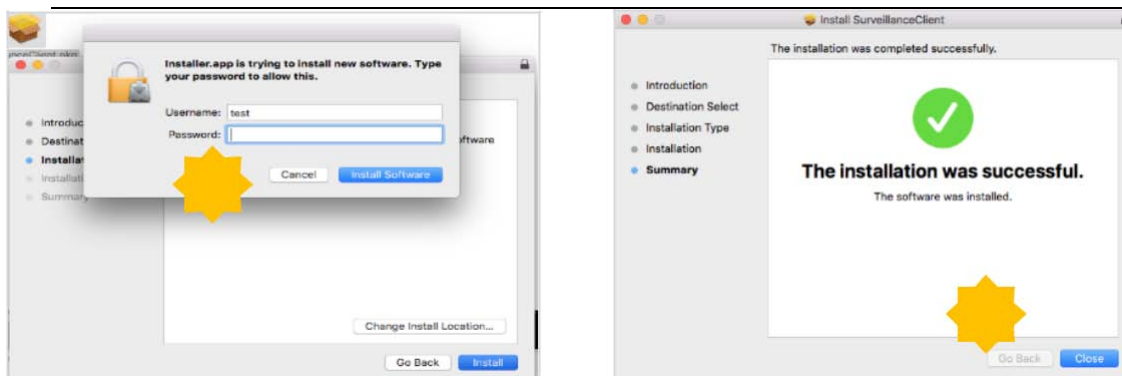 Installer.app is trying to install new software. Type
your password to allow this.
Username: test
Password:
Cancel
Install Software
Introduc
Destinat
Installat
Installati
Summary
ftware
Change Install Location...
Go Back
Install
Install SurveillanceClient
The installation was completed successfully.
Introduction
Destination Select
Installation Type
Installation
Summary
The installation was successful.
The software was installed.
Go Back
Close